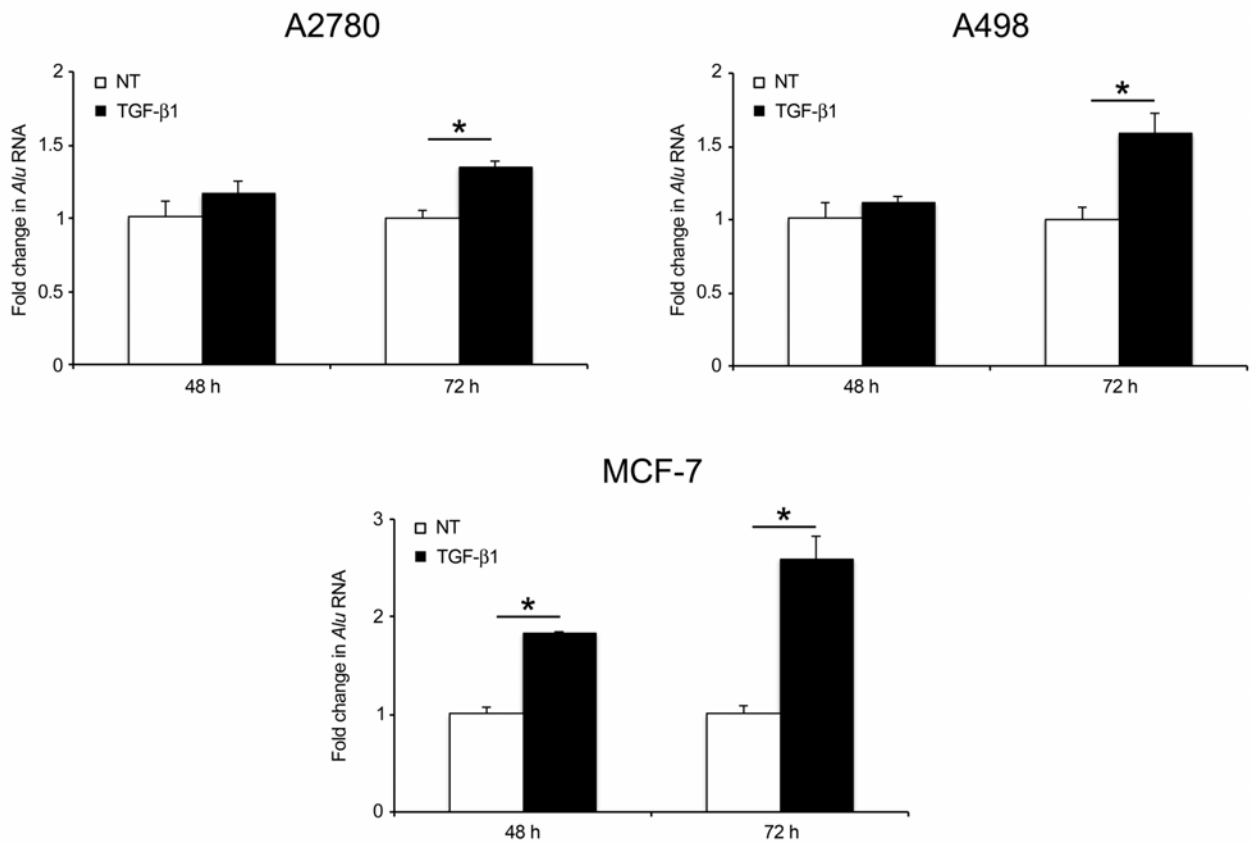 A2780
Fold change in Alu RNA
2
1.5
1
0.5
0
NT
TGF-β1
*
48 h
72 h
A498
Fold change in Alu RNA
2
1.5
1
0.5
0
NT
TGF-β1
*
48 h
72 h
MCF-7
Fold change in Alu RNA
3
2
1
0
NT
TGF-β1
*
*
48 h
72 h